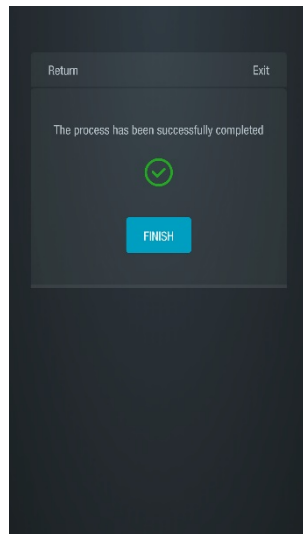 Return Exit
The process has been successfully completed
FINISH